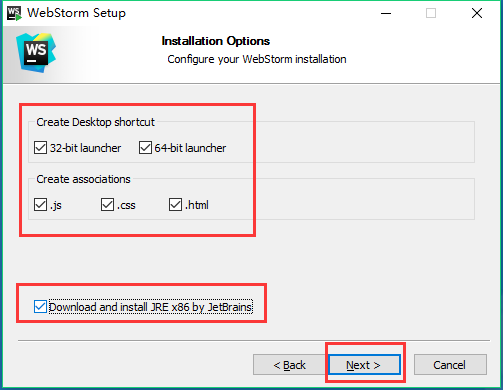 WS WebStorm Setup
WS
Installation Options
Configure your WebStorm installation
Create Desktop shortcut
32-bit launcher 64-bit launcher
Create associations
.js .css .html
Download and install JRE x86 by JetBrains
< Back Next > Cancel